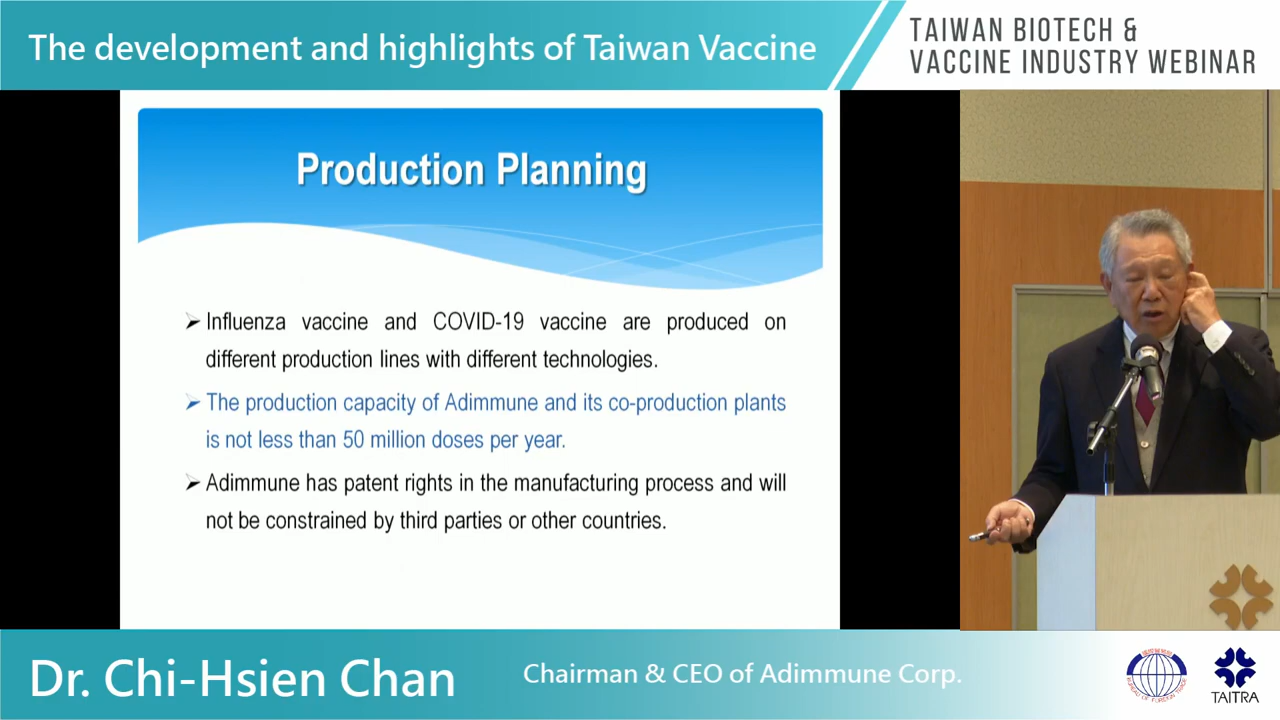 The development and highlights of Taiwan Vaccine
TAIWAN BIOTECH &
VACCINE INDUSTRY WEBINAR
Production Planning
➢ Influenza vaccine and COVID-19 vaccine are produced on
different production lines with different technologies.
➢ The production capacity of Adimmune and its co-production plants
is not less than 50 million doses per year.
➢ Adimmune has patent rights in the manufacturing process and will
not be constrained by third parties or other countries.
Dr. Chi-Hsien Chan
Chairman & CEO of Adimmune Corp.
BUREAU OF FOREIGN TRADE
TAITRA